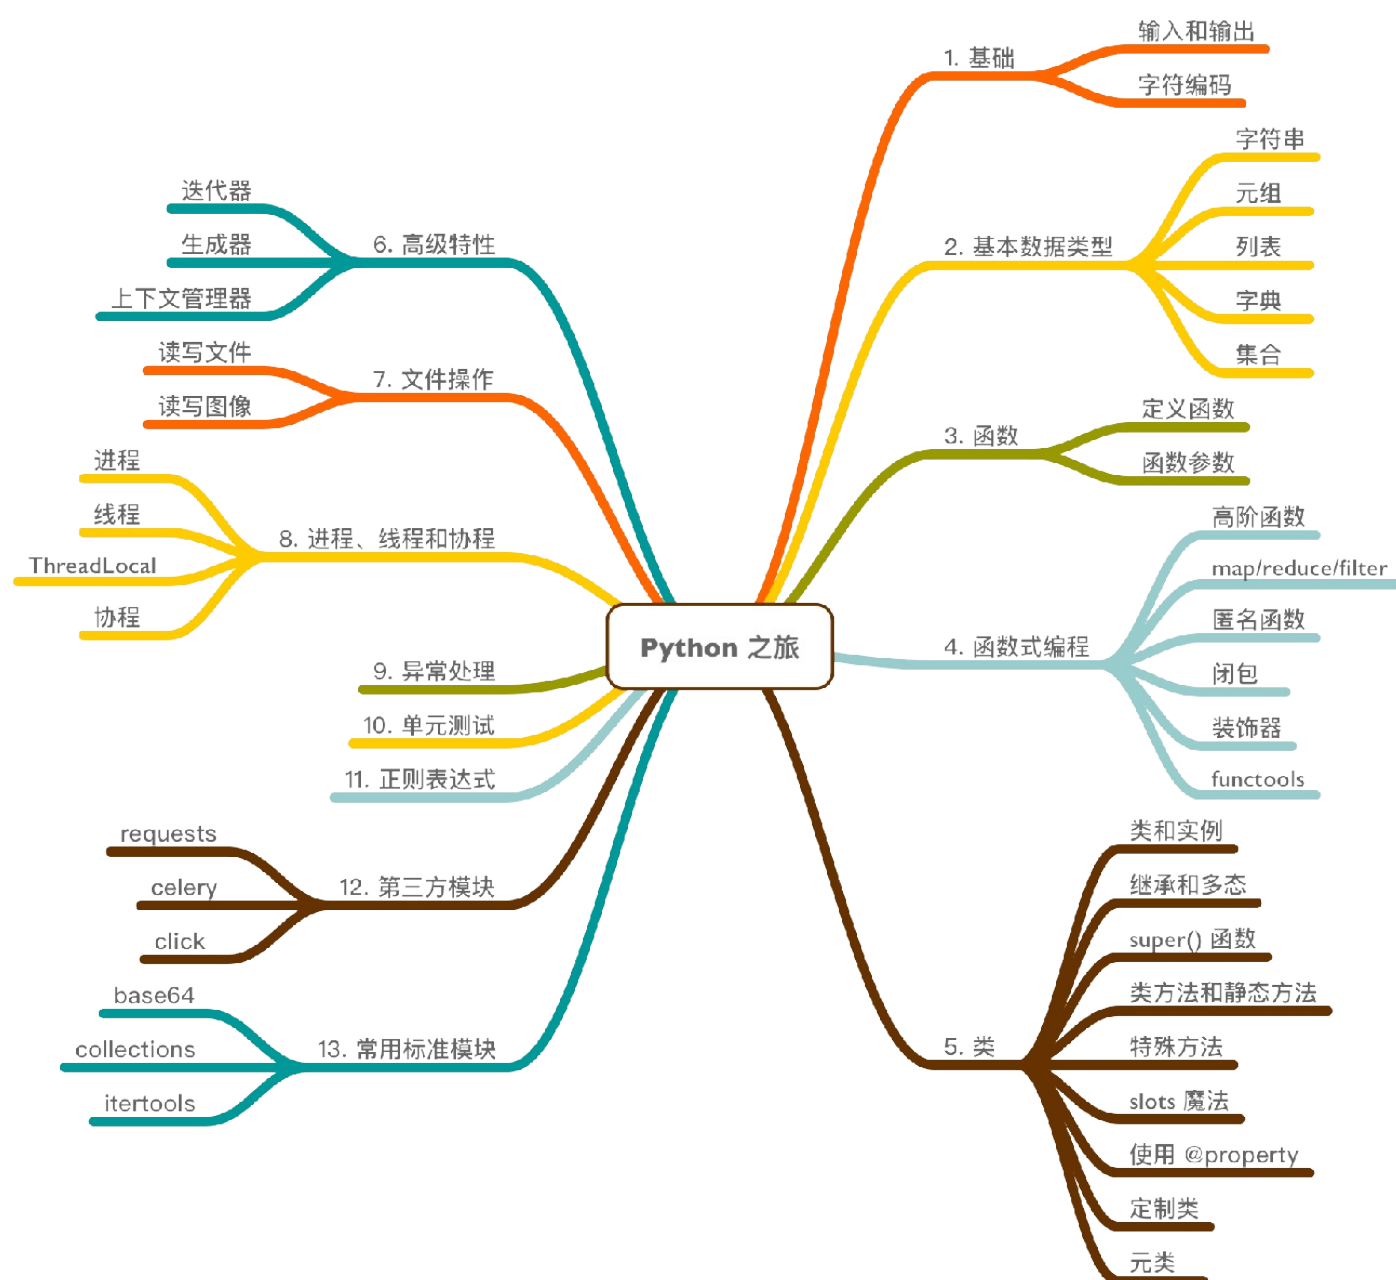 Python 之旅
1. 基础
输入和输出
字符编码
2. 基本数据类型
字符串
元组
列表
字典
集合
3. 函数
定义函数
函数参数
4. 函数式编程
高阶函数
map/reduce/filter
匿名函数
闭包
装饰器
functools
5. 类
类和实例
继承和多态
super() 函数
类方法和静态方法
特殊方法
slots 魔法
使用 @property
定制类
元类
6. 高级特性
迭代器
生成器
上下文管理器
7. 文件操作
读写文件
读写图像
8. 进程、线程和协程
进程
线程
ThreadLocal
协程
9. 异常处理
10. 单元测试
11. 正则表达式
12. 第三方模块
requests
celery
click
13. 常用标准模块
base64
collections
itertools